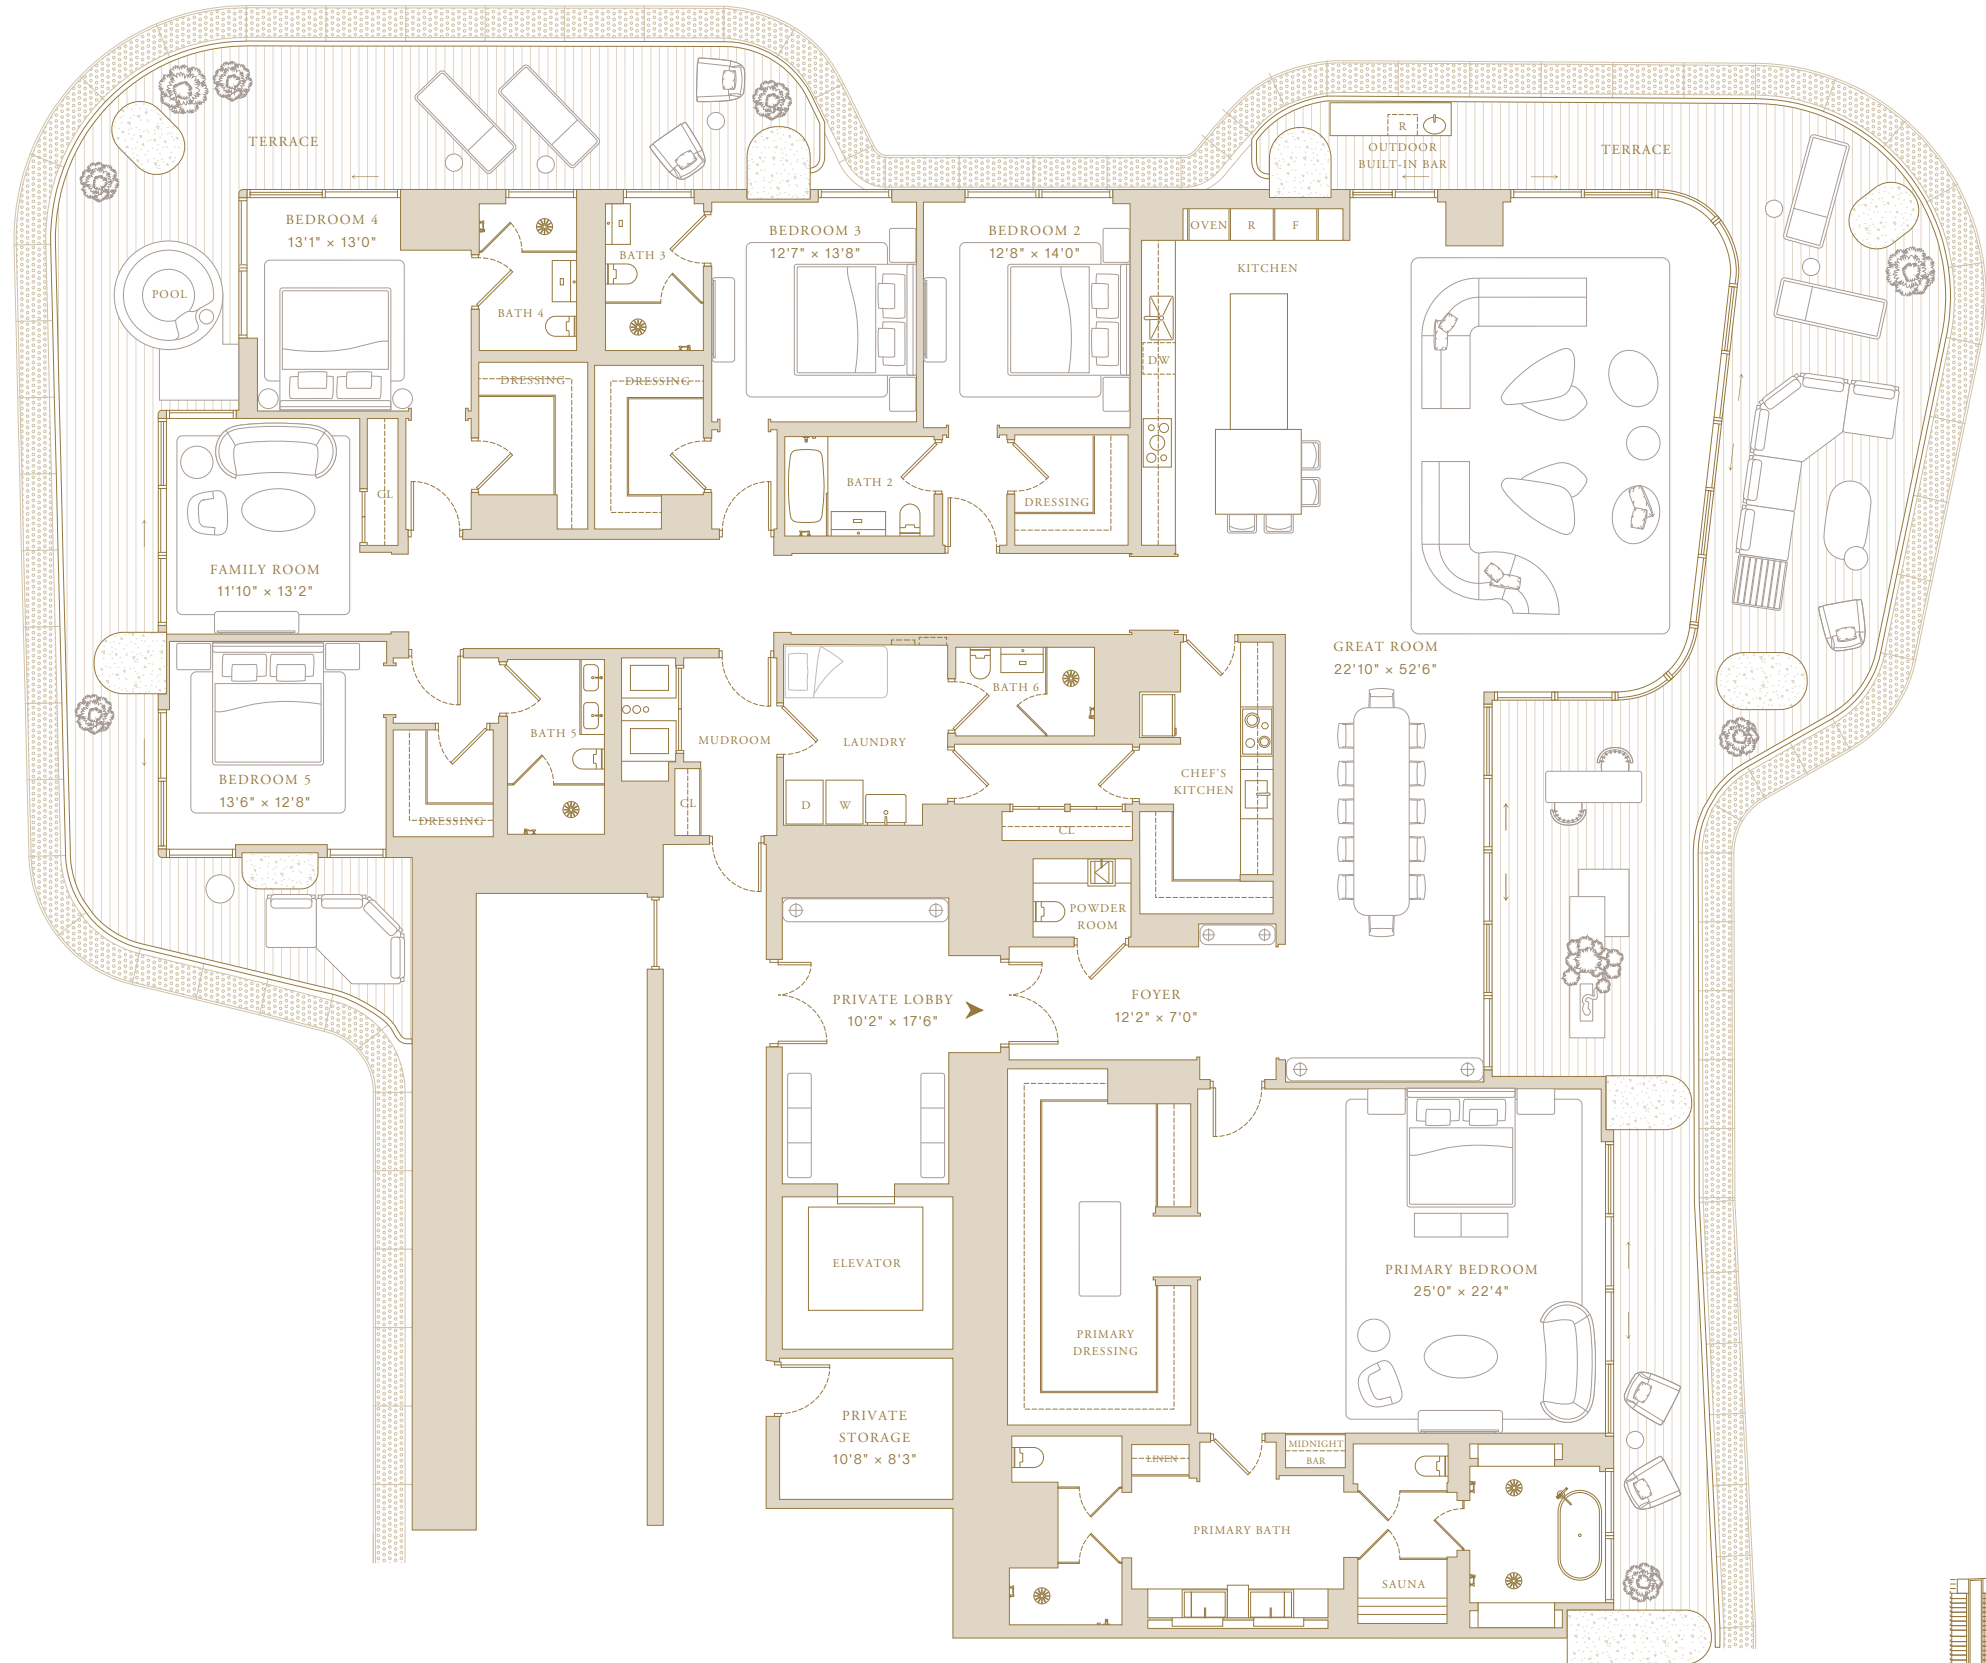 TERRACE
R
OUTDOOR
BUILT-IN BAR
TERRACE
BEDROOM 4
13'1" × 13'0"
BATH 3
BEDROOM 3
12'7" × 13'8"
BEDROOM 2
12'8" × 14'0"
OVEN
R
F
KITCHEN
POOL
BATH 4
DW
DRESSING
DRESSING
CL
BATH 2
DRESSING
FAMILY ROOM
11'10" × 13'2"
GREAT ROOM
22'10" × 52'6"
BATH 6
BATH 5
MUDROOM
LAUNDRY
BEDROOM 5
13'6" × 12'8"
CHEF'S
KITCHEN
D
W
CL
DRESSING
CL
POWDER
ROOM
PRIVATE LOBBY
10'2" × 17'6"
FOYER
12'2" × 7'0"
ELEVATOR
PRIMARY BEDROOM
25'0" × 22'4"
PRIMARY
DRESSING
PRIVATE
STORAGE
10'8" × 8'3"
LINEN
MIDNIGHT
BAR
PRIMARY BATH
SAUNA